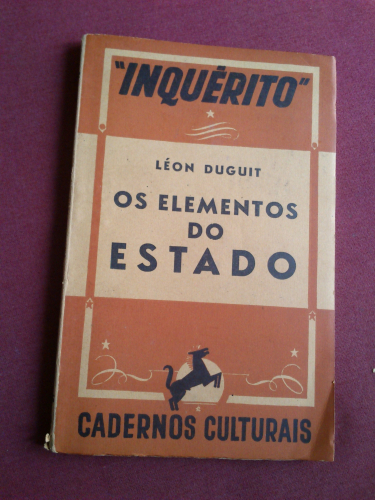 "INQUÉRITO"
LÉON DUGUIT
OS ELEMENTOS
DO
ESTADO
CADERNOS CULTURAIS